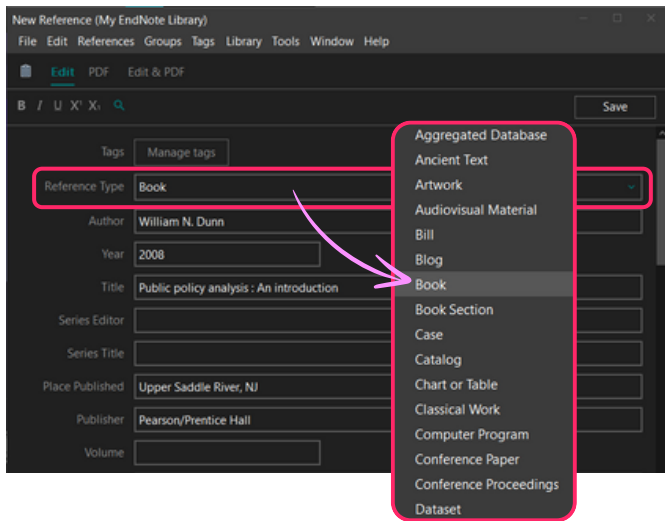 New Reference (My EndNote Library)
File Edit References Groups Tags Library Tools Window Help
Edit PDF Edit & PDF
B I U X¹ X₁
Save
Tags Manage tags
Reference Type Book
Author William N. Dunn
Year 2008
Title Public policy analysis : An introduction
Series Editor
Series Title
Place Published Upper Saddle River, NJ
Publisher Pearson/Prentice Hall
Volume
Aggregated Database
Ancient Text
Artwork
Audiovisual Material
Bill
Blog
Book
Book Section
Case
Catalog
Chart or Table
Classical Work
Computer Program
Conference Paper
Conference Proceedings
Dataset